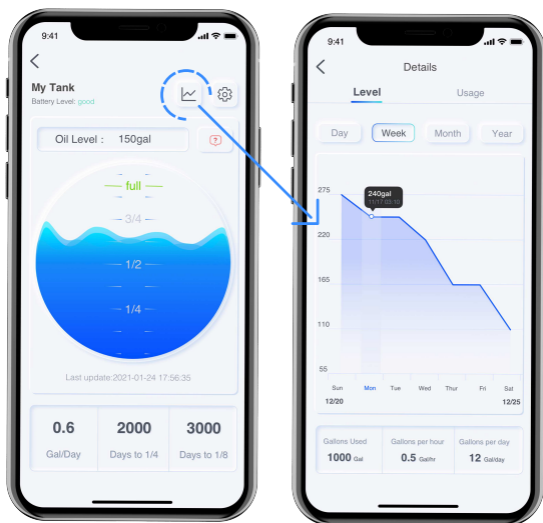 9:41
My Tank
Battery Level: good
Oil Level : 150gal
?
full
3/4
1/2
1/4
Last update:2021-01-24 17:56:35
0.6 2000 3000
Gal/Day Days to 1/4 Days to 1/8
9:41
Details
Level Usage
Day Week Month Year
275
240gal
11/17 03:10
220
165
110
55
Sun Mon Tue Wed Thur Fri Sat
12/20 12/25
Gallons Used Gallons per hour Gallons per day
1000 Gal 0.5 Gal/hr 12 Gal/day